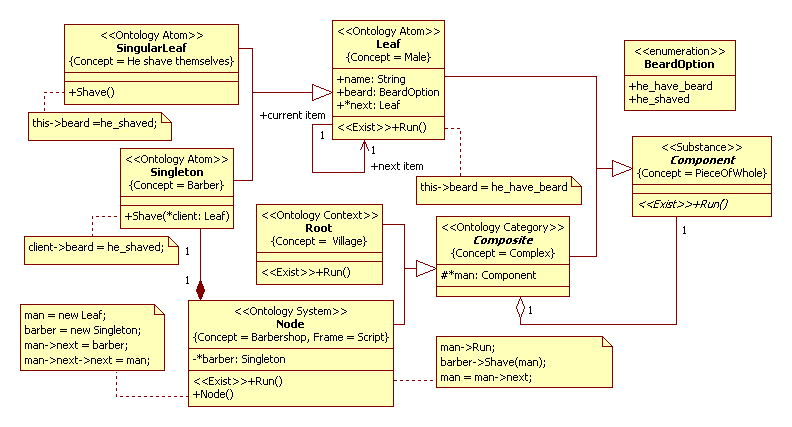 <<Ontology Atom>>
SingularLeaf
{Concept = He shave themselves}
+Shave()
this->beard =he_shaved;
<<Ontology Atom>>
Leaf
{Concept = Male}
+name: String
+beard: BeardOption
+*next: Leaf
<<Exist>>+Run()
<<enumeration>>
BeardOption
+he_have_beard
+he_shaved
+current item
1
1
+next item
this->beard = he_have_beard
<<Ontology Atom>>
Singleton
{Concept = Barber}
+Shave(*client: Leaf)
client->beard = he_shaved;
<<Substance>>
Component
{Concept = PieceOfWhole}
<<Exist>>+Run()
1
<<Ontology Context>>
Root
{Concept = Village}
<<Exist>>+Run()
<<Ontology Category>>
Composite
{Concept = Complex}
#*man: Component
1
1
1
man = new Leaf;
barber = new Singleton;
man->next = barber;
man->next->next = man;
<<Ontology System>>
Node
{Concept = Barbershop, Frame = Script}
-*barber: Singleton
<<Exist>>+Run()
+Node()
man->Run;
barber->Shave(man);
man = man->next;